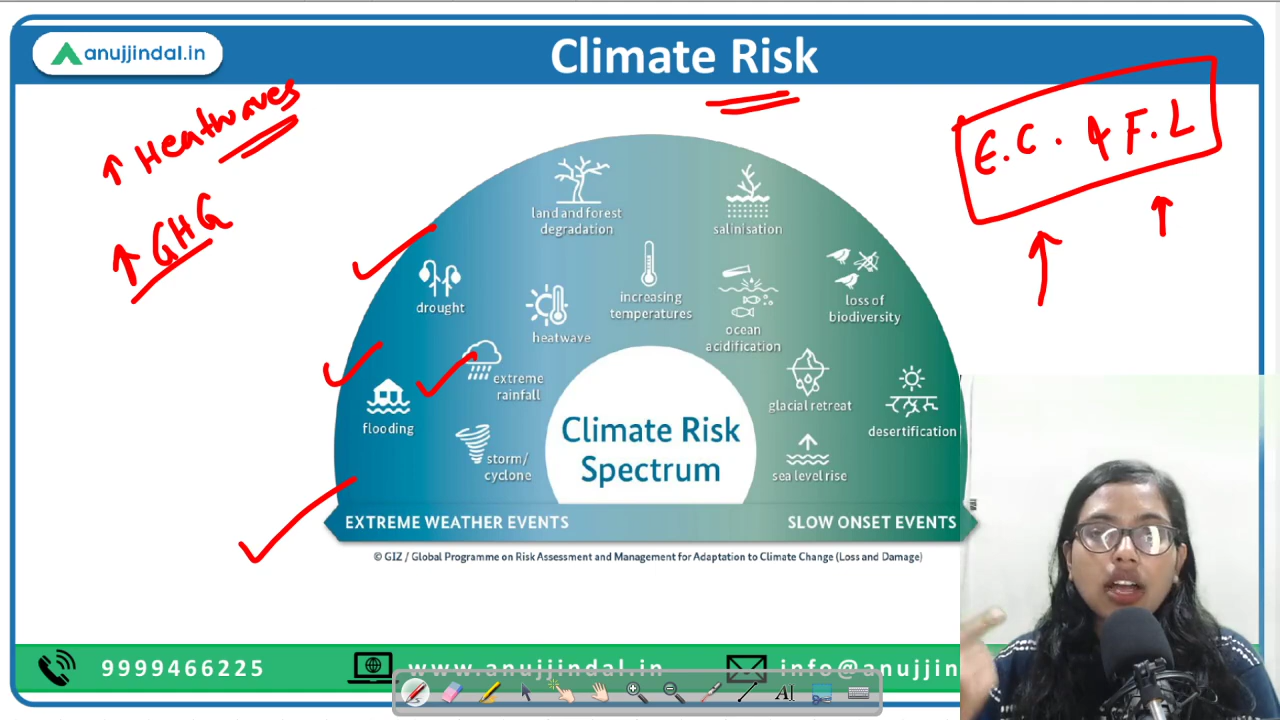 anujjindal.in
Climate Risk
↑ Heatwaves
↑ GHG
E.C. & F.L
land and forest
degradation
salinisation
drought
heatwave
increasing
temperatures
ocean
acidification
loss of
biodiversity
flooding
extreme
rainfall
storm/
cyclone
glacial retreat
sea level rise
desertification
Climate Risk
Spectrum
EXTREME WEATHER EVENTS
SLOW ONSET EVENTS
© GIZ / Global Programme on Risk Assessment and Management for Adaptation to Climate Change (Loss and Damage)
9999466225
www.anujjindal.in
info@anujjin